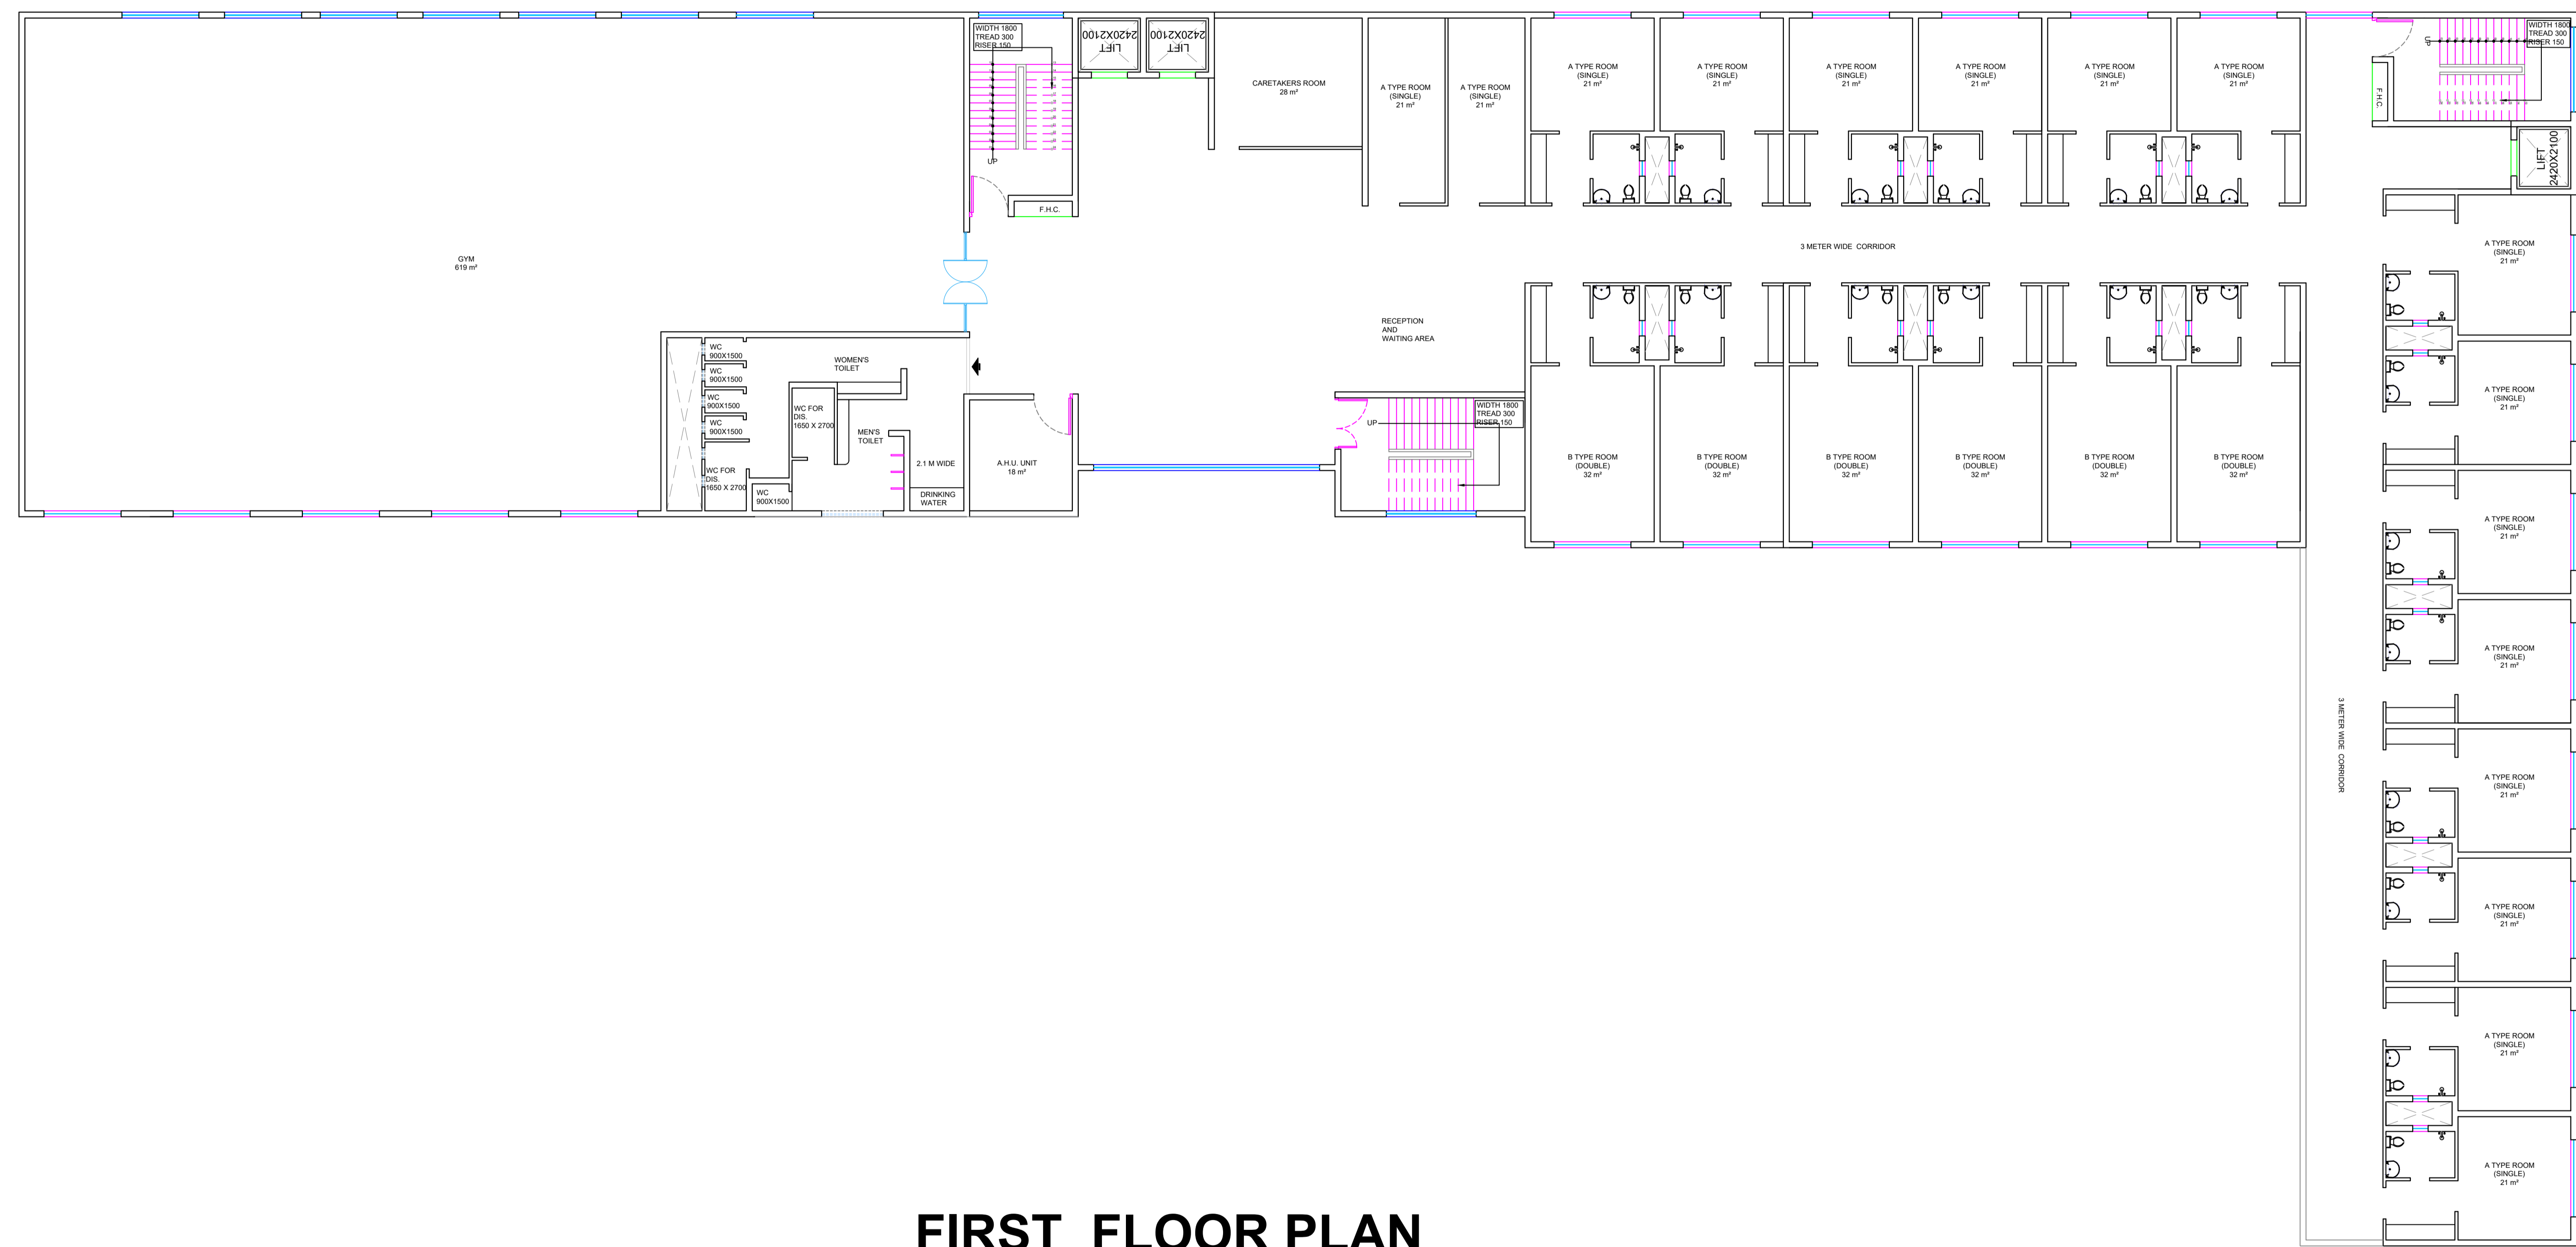 WIDTH 1800
TREAD 300
RISER 150
UP
F.H.C.
LIFT
2420X2100
LIFT
2420X2100
CARETAKERS ROOM
28 m²
A TYPE ROOM
(SINGLE)
21 m²
A TYPE ROOM
(SINGLE)
21 m²
A TYPE ROOM
(SINGLE)
21 m²
A TYPE ROOM
(SINGLE)
21 m²
A TYPE ROOM
(SINGLE)
21 m²
A TYPE ROOM
(SINGLE)
21 m²
A TYPE ROOM
(SINGLE)
21 m²
A TYPE ROOM
(SINGLE)
21 m²
UP
WIDTH 1800
TREAD 300
RISER 150
F.H.C.
LIFT
2420X2100
GYM
619 m²
3 METER WIDE CORRIDOR
RECEPTION
AND
WAITING AREA
WC
900X1500
WC
900X1500
WC
900X1500
WC
900X1500
WC FOR
DIS.
1650 X 2700
WC
900X1500
WOMEN'S
TOILET
WC FOR
DIS.
1650 X 2700
MEN'S
TOILET
2.1 M WIDE
DRINKING
WATER
A.H.U. UNIT
18 m²
UP
WIDTH 1800
TREAD 300
RISER 150
B TYPE ROOM
(DOUBLE)
32 m²
B TYPE ROOM
(DOUBLE)
32 m²
B TYPE ROOM
(DOUBLE)
32 m²
B TYPE ROOM
(DOUBLE)
32 m²
B TYPE ROOM
(DOUBLE)
32 m²
B TYPE ROOM
(DOUBLE)
32 m²
3 METER WIDE CORRIDOR
A TYPE ROOM
(SINGLE)
21 m²
A TYPE ROOM
(SINGLE)
21 m²
A TYPE ROOM
(SINGLE)
21 m²
A TYPE ROOM
(SINGLE)
21 m²
A TYPE ROOM
(SINGLE)
21 m²
A TYPE ROOM
(SINGLE)
21 m²
A TYPE ROOM
(SINGLE)
21 m²
A TYPE ROOM
(SINGLE)
21 m²
FIRST FLOOR PLAN